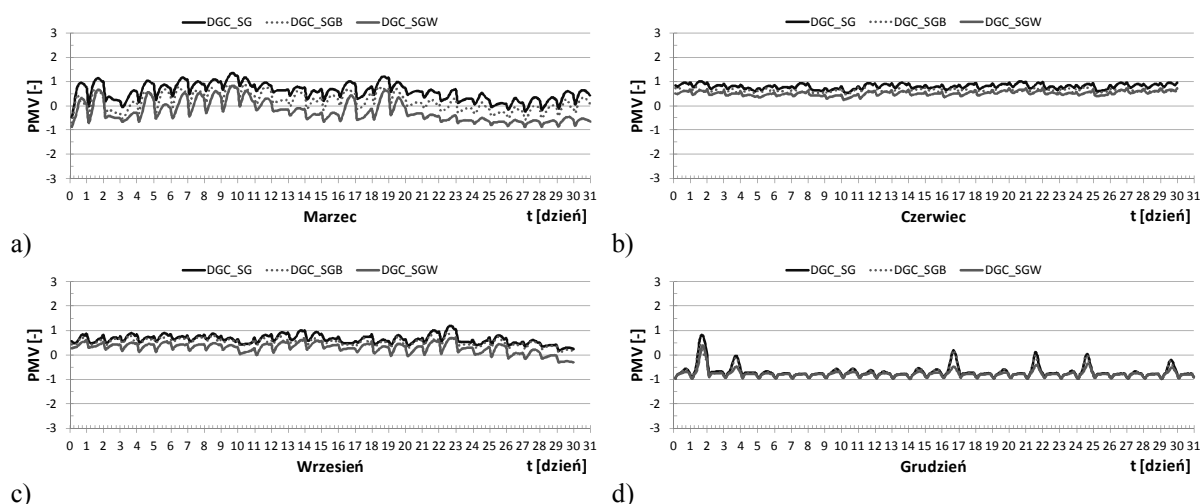 DGC_SG DGC_SGB DGC_SGW
3
2
1
0
-1
-2
-3
PMV [-]
0 1 2 3 4 5 6 7 8 9 10 11 12 13 14 15 16 17 18 19 20 21 22 23 24 25 26 27 28 29 30 31
Marzec t [dzień]
a)
DGC_SG DGC_SGB DGC_SGW
3
2
1
0
-1
-2
-3
PMV [-]
0 1 2 3 4 5 6 7 8 9 10 11 12 13 14 15 16 17 18 19 20 21 22 23 24 25 26 27 28 29 30 31
Czerwiec t [dzień]
b)
DGC_SG DGC_SGB DGC_SGW
3
2
1
0
-1
-2
-3
PMV [-]
0 1 2 3 4 5 6 7 8 9 10 11 12 13 14 15 16 17 18 19 20 21 22 23 24 25 26 27 28 29 30 31
Wrzesień t [dzień]
c)
DGC_SG DGC_SGB DGC_SGW
3
2
1
0
-1
-2
-3
PMV [-]
0 1 2 3 4 5 6 7 8 9 10 11 12 13 14 15 16 17 18 19 20 21 22 23 24 25 26 27 28 29 30 31
Grudzień t [dzień]
d)